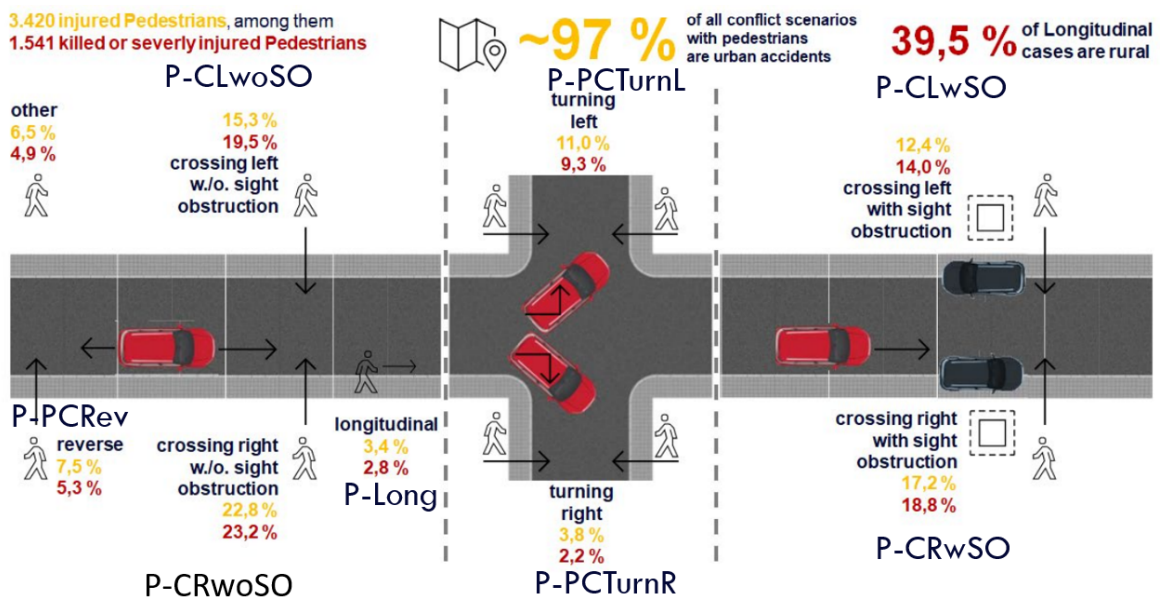 3.420 injured Pedestrians, among them
1.541 killed or severly injured Pedestrians
P-CLwoSO
~97 %
of all conflict scenarios
with pedestrians
are urban accidents
39,5 %
of Longitudinal
cases are rural
P-PCTurnL
P-CLwSO
other
6,5 %
4,9 %
15,3 %
19,5 %
crossing left
w./o. sight
obstruction
turning
left
11,0 %
9,3 %
12,4 %
14,0 %
crossing left
with sight
obstruction
P-PCRev
reverse
7,5 %
5,3 %
crossing right
w./o. sight
obstruction
22,8 %
23,2 %
P-CRwoSO
longitudinal
3,4 %
2,8 %
P-Long
turning
right
3,8 %
2,2 %
P-PCTurnR
crossing right
with sight
obstruction
17,2 %
18,8 %
P-CRwSO